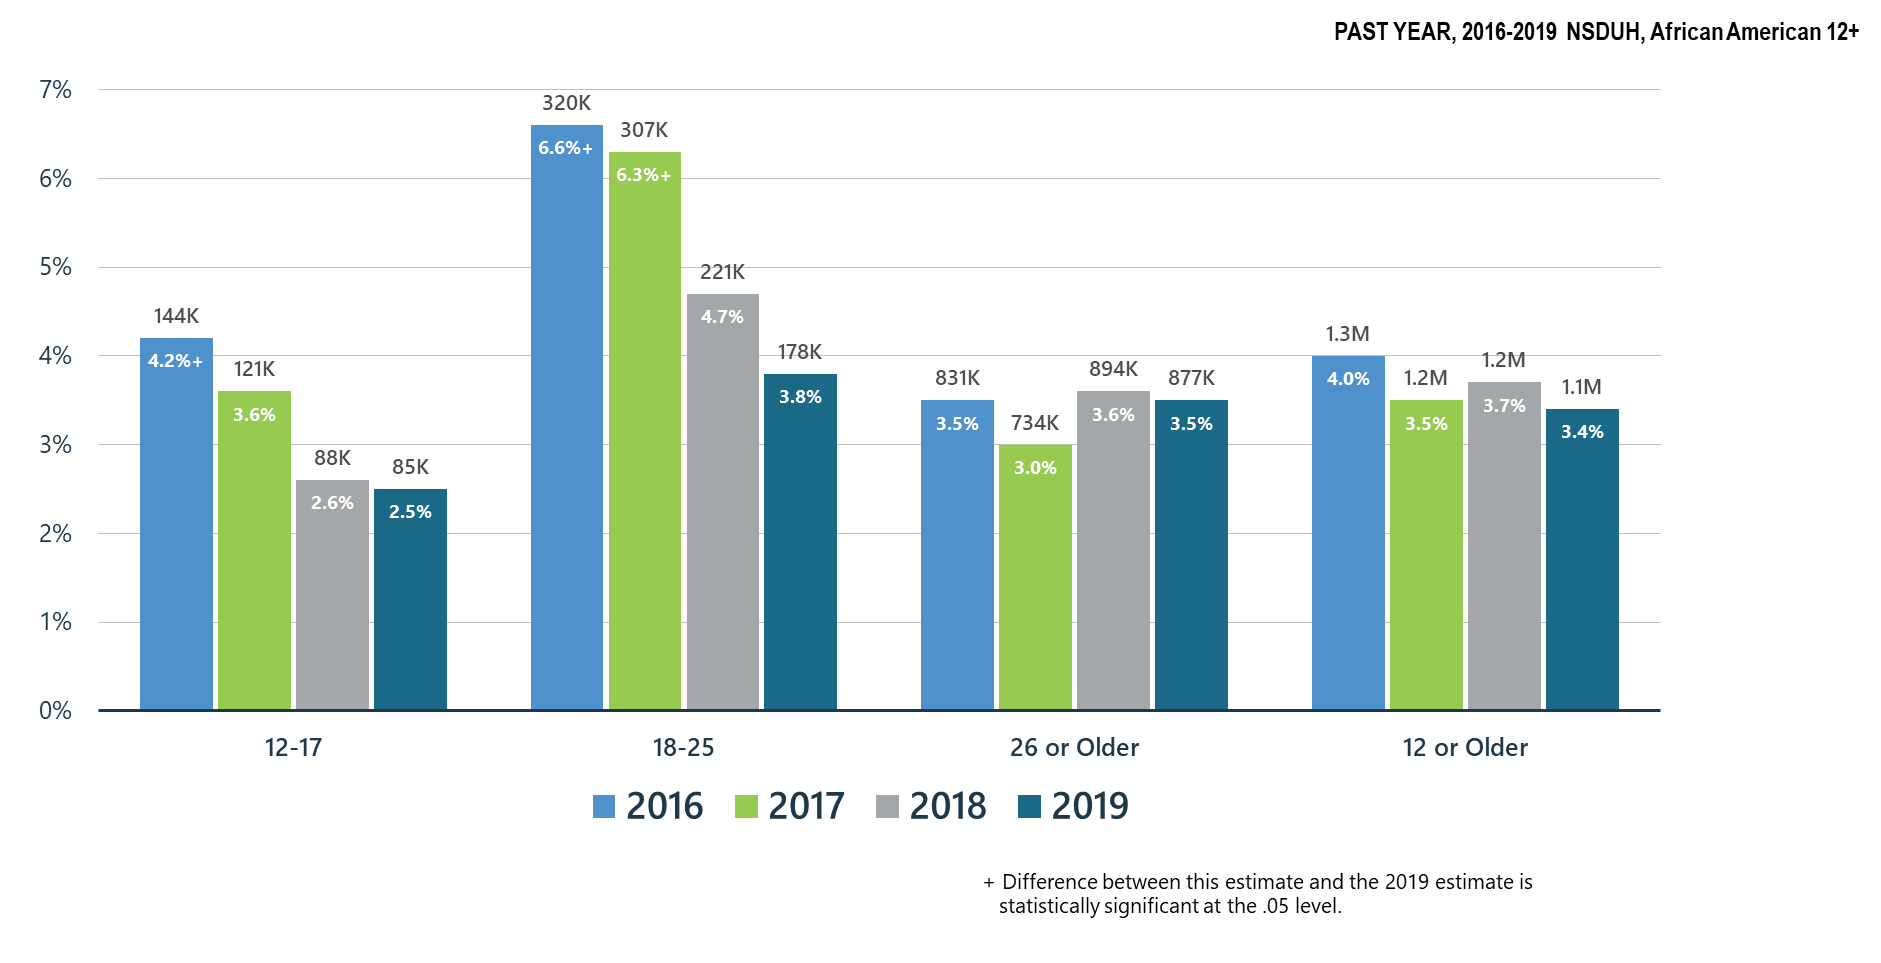 PAST YEAR, 2016-2019 NSDUH, African American 12+
7%
6%
5%
4%
3%
2%
1%
0%
144K
4.2%+
121K
3.6%
88K
2.6%
85K
2.5%
320K
6.6%+
307K
6.3%+
221K
4.7%
178K
3.8%
831K
3.5%
734K
3.0%
894K
3.6%
877K
3.5%
1.3M
4.0%
1.2M
3.5%
1.2M
3.7%
1.1M
3.4%
12-17
18-25
26 or Older
12 or Older
2016 2017 2018 2019
+ Difference between this estimate and the 2019 estimate is
statistically significant at the .05 level.